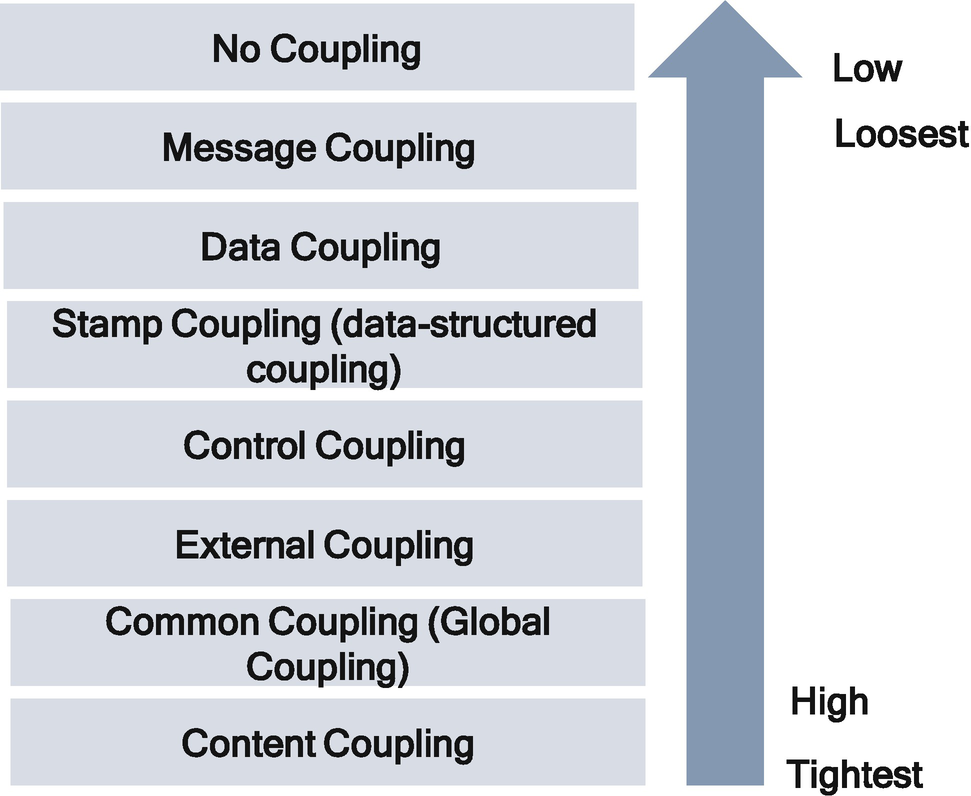 No Coupling
Low
Message Coupling
Loosest
Data Coupling
Stamp Coupling (data-structured
coupling)
Control Coupling
External Coupling
Common Coupling (Global
Coupling)
High
Content Coupling
Tightest